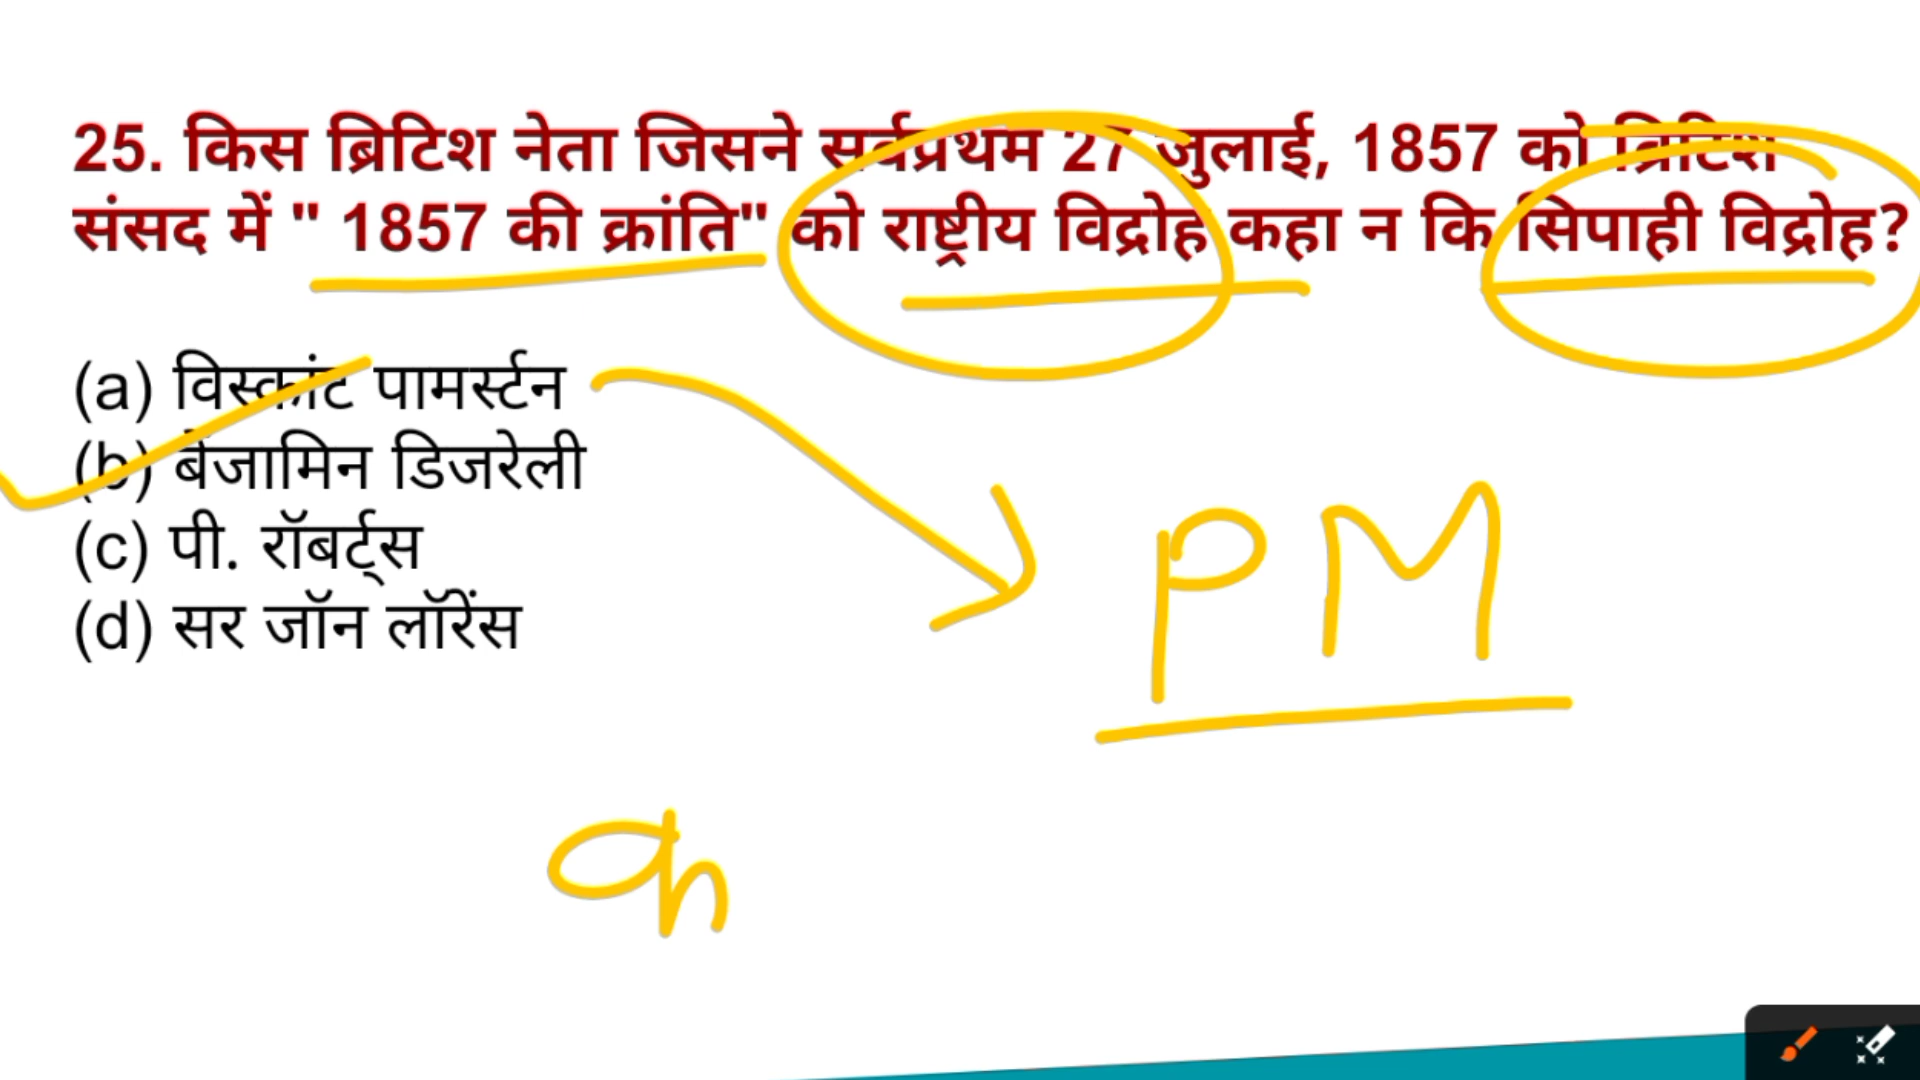 25. किस ब्रिटिश नेता जिसने सर्वप्रथम 27 जुलाई, 1857 को ब्रिटिश
संसद में " 1857 की क्रांति" को राष्ट्रीय विद्रोह कहा न कि सिपाही विद्रोह?
(a) विस्कांट पामर्स्टन
(b) बेंजामिन डिजरेली
(c) पी. रॉबर्ट्स
(d) सर जॉन लॉरेंस
PM